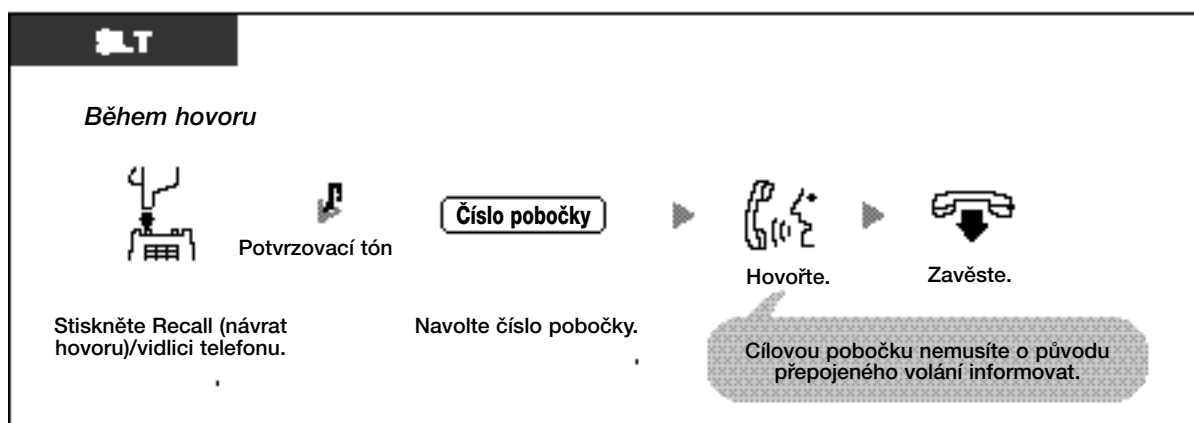 SLT
Během hovoru
Potvrzovací tón
Číslo pobočky
Hovořte.
Zavěste.
Stiskněte Recall (návrat
hovoru)/vidlici telefonu.
Navolte číslo pobočky.
Cílovou pobočku nemusíte o původu
přepojeného volání informovat.